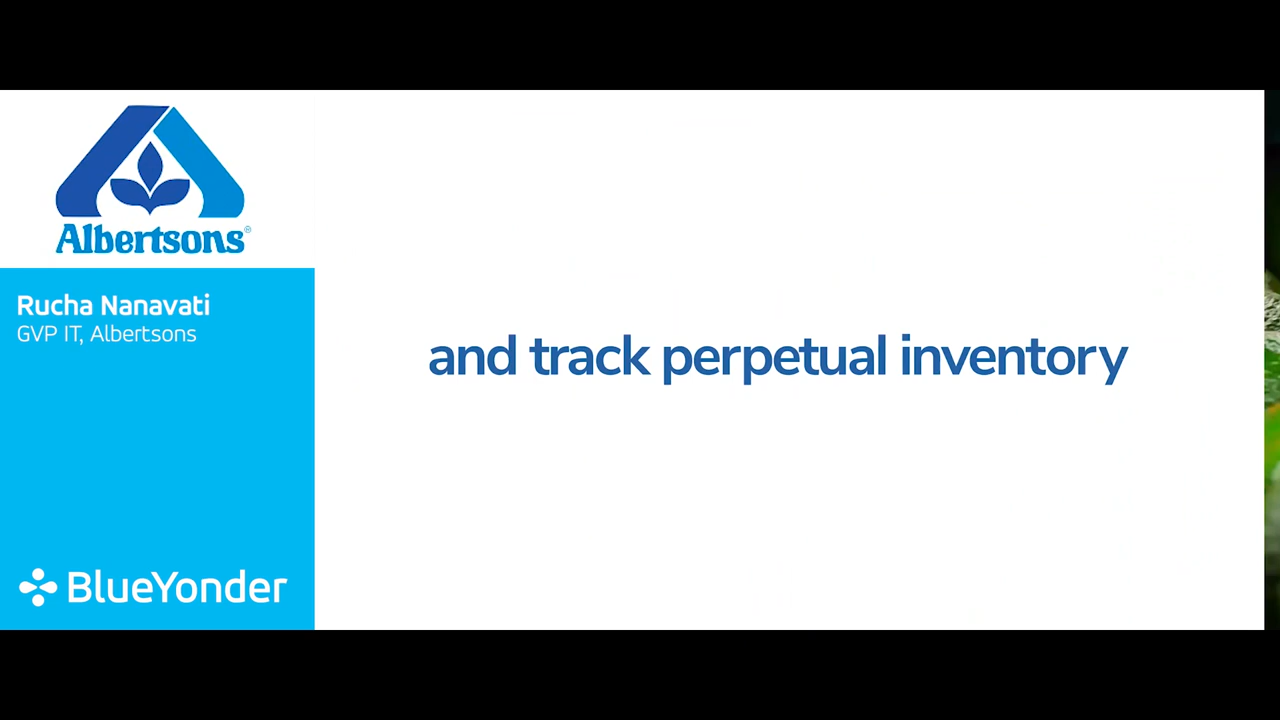 Albertsons®
Rucha Nanavati
GVP IT, Albertsons
and track perpetual inventory
BlueYonder